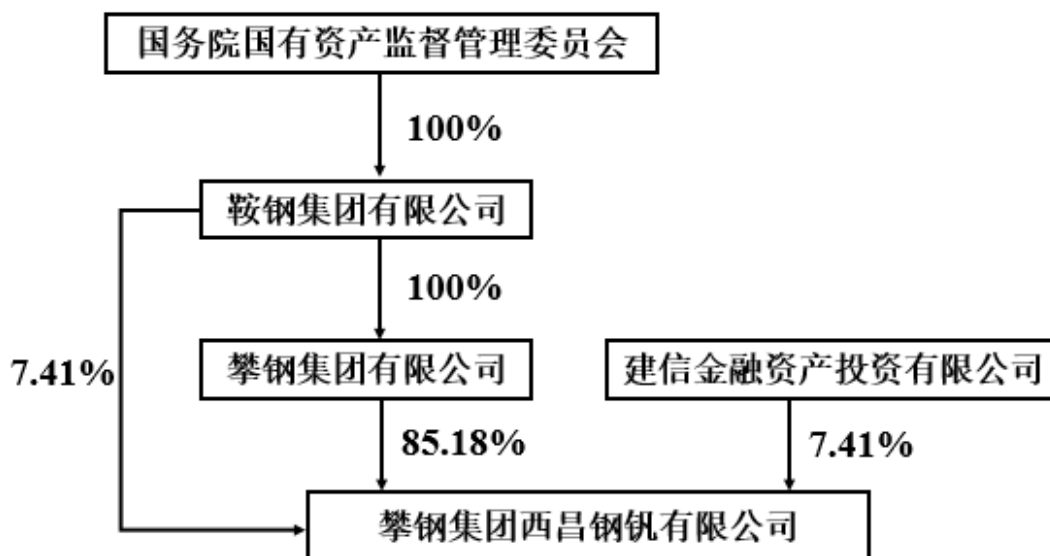 国务院国有资产监督管理委员会
100%
鞍钢集团有限公司
100%
7.41%
攀钢集团有限公司
建信金融资产投资有限公司
85.18%
7.41%
攀钢集团西昌钢钒有限公司